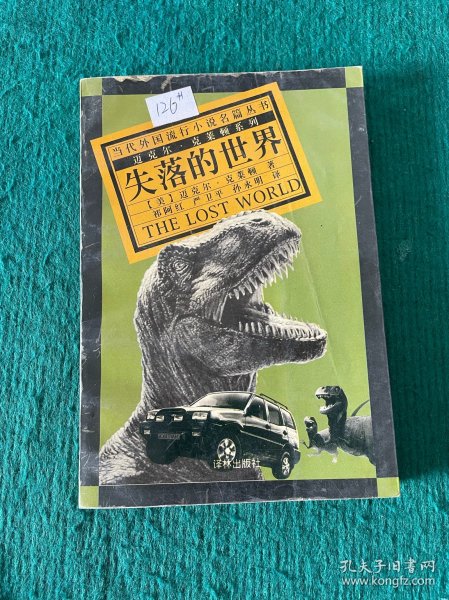 126#
当代外国流行小说名篇丛书
迈克尔·克莱顿系列
失落的世界
【美】迈克尔·克莱顿 著
祁阿红 严卫平 孙永明 译
THE LOST WORLD
译林出版社
孔夫子旧书网
www.kongfz.com